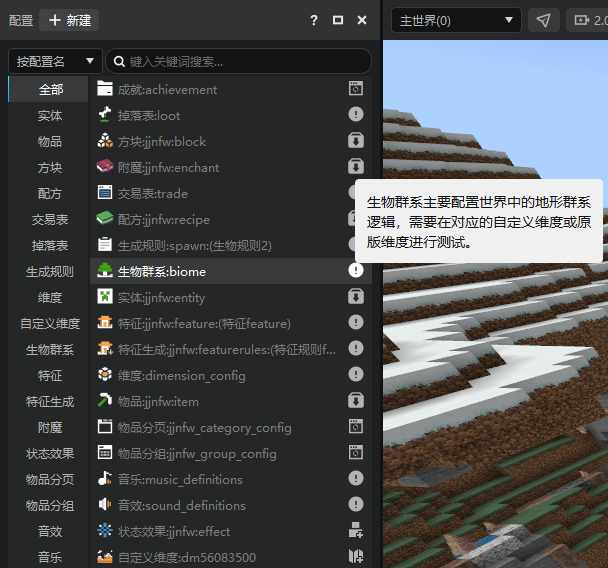 配置
新建
?
主世界(0)
2.0
按配置名
键入关键词搜索...
全部
成就:achievement
实体
掉落表:loot
物品
方块:jjnfw:block
方块
附魔:jjnfw:enchant
配方
交易表:trade
交易表
配方:jjnfw:recipe
掉落表
生成规则:spawn:(生物规则2)
生成规则
生物群系:biome
维度
实体:jjnfw:entity
自定义维度
特征:jjnfw:feature:(特征feature)
生物群系
特征生成:jjnfw:featurerules:(特征规则f...
特征
维度:dimension_config
特征生成
物品:jjnfw:item
附魔
物品分页:jjnfw_category_config
状态效果
物品分组:jjnfw_group_config
物品分页
音乐:music_definitions
物品分组
音效:sound_definitions
音效
状态效果:jjnfw:effect
音乐
自定义维度:dm56083500
生物群系主要配置世界中的地形群系
逻辑，需要在对应的自定义维度或原
版维度进行测试。